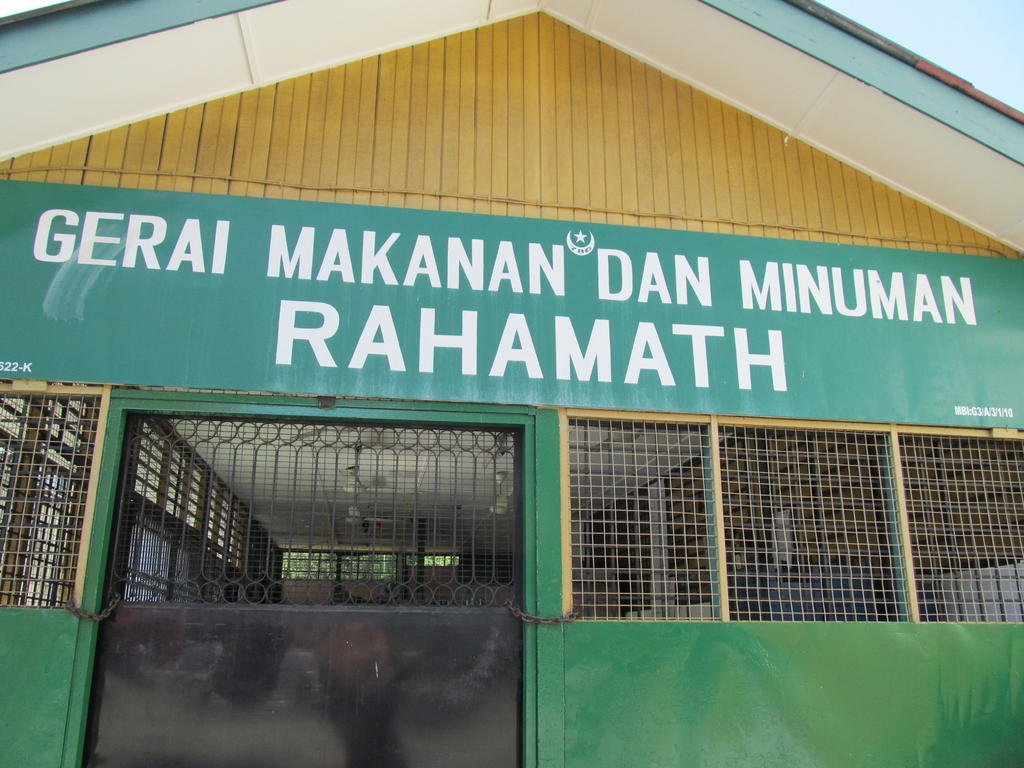 GERAI MAKANAN DAN MINUMAN
RAHAMATH
622-K
MBI:G3/A/3/1/10